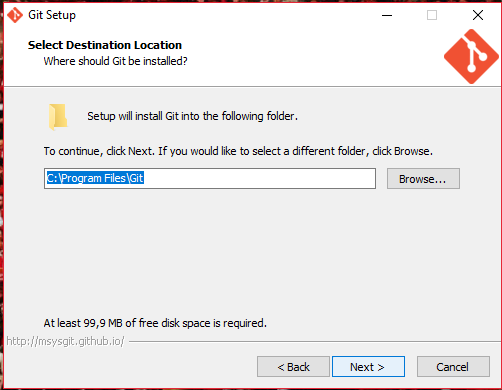 Git Setup
Select Destination Location
Where should Git be installed?
Setup will install Git into the following folder.
To continue, click Next. If you would like to select a different folder, click Browse.
C:\Program Files\Git
Browse...
At least 99,9 MB of free disk space is required.
http://msysgit.github.io/
< Back
Next >
Cancel